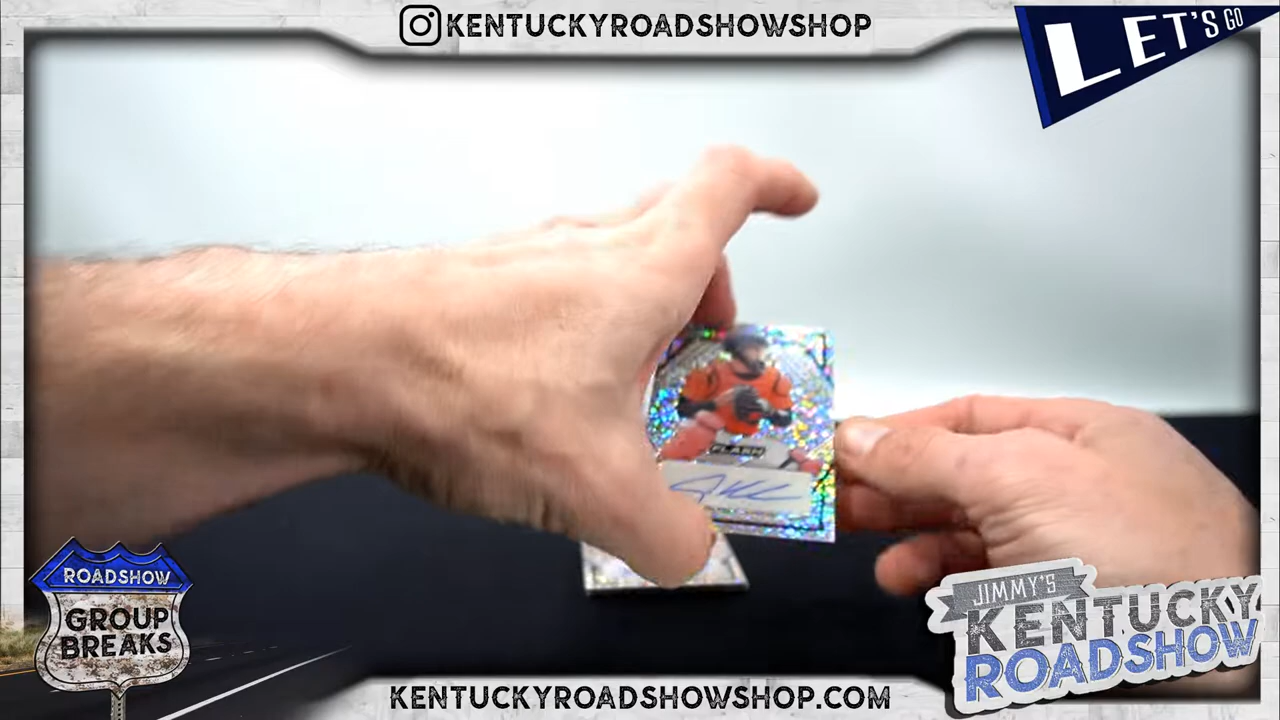 KENTUCKYROADSHOWSHOP
LET'S GO
FLASH
ROADSHOW
GROUP
BREAKS
JIMMY'S
KENTUCKY
ROADSHOW
KENTUCKYROADSHOWSHOP.COM